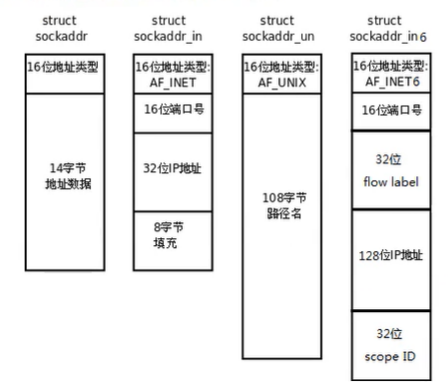 struct
sockaddr
16位地址类型
14字节
地址数据
struct
sockaddr_in
16位地址类型:
AF_INET
16位端口号
32位IP地址
8字节
填充
struct
sockaddr_un
16位地址类型:
AF_UNIX
108字节
路径名
struct
sockaddr_in6
16位地址类型:
AF_INET6
16位端口号
32位
flow label
128位IP地址
32位
scope ID